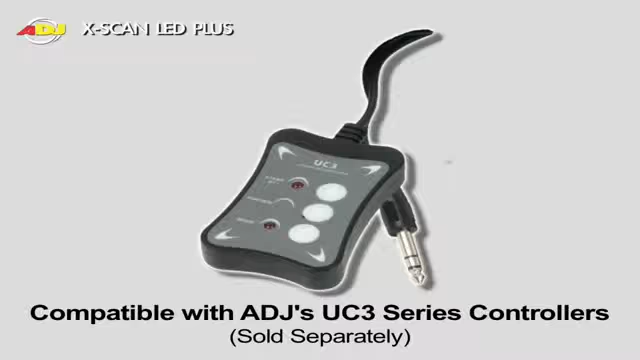 ADJ X-SCAN LED PLUS
UC3
Compatible with ADJ's UC3 Series Controllers
(Sold Separately)